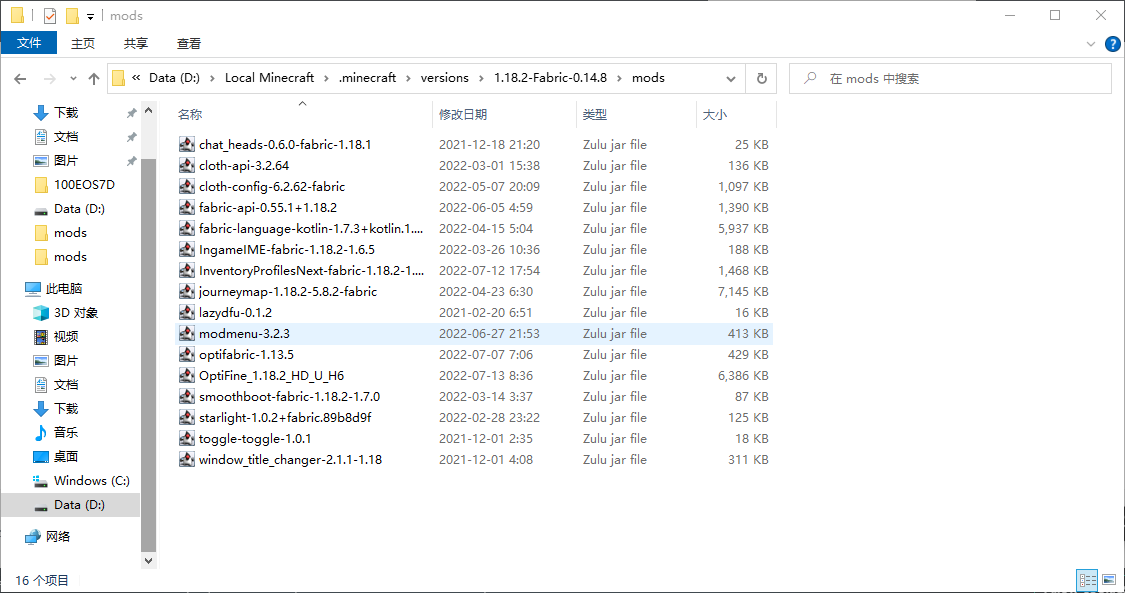 mods
文件 主页 共享 查看 ?
« Data (D:) › Local Minecraft › .minecraft › versions › 1.18.2-Fabric-0.14.8 › mods 在 mods 中搜索
下载
文档
图片
100EOS7D
Data (D:)
mods
mods
此电脑
3D 对象
视频
图片
文档
下载
音乐
桌面
Windows (C:)
Data (D:)
网络
名称 修改日期 类型 大小
chat_heads-0.6.0-fabric-1.18.1 2021-12-18 21:20 Zulu jar file 25 KB
cloth-api-3.2.64 2022-03-01 15:38 Zulu jar file 136 KB
cloth-config-6.2.62-fabric 2022-05-07 20:09 Zulu jar file 1,097 KB
fabric-api-0.55.1+1.18.2 2022-06-05 4:59 Zulu jar file 1,390 KB
fabric-language-kotlin-1.7.3+kotlin.1.... 2022-04-15 5:04 Zulu jar file 5,937 KB
IngameIME-fabric-1.18.2-1.6.5 2022-03-26 10:36 Zulu jar file 188 KB
InventoryProfilesNext-fabric-1.18.2-1.... 2022-07-12 17:54 Zulu jar file 1,468 KB
journeymap-1.18.2-5.8.2-fabric 2022-04-23 6:30 Zulu jar file 7,145 KB
lazydfu-0.1.2 2021-02-20 6:51 Zulu jar file 16 KB
modmenu-3.2.3 2022-06-27 21:53 Zulu jar file 413 KB
optifabric-1.13.5 2022-07-07 7:06 Zulu jar file 429 KB
OptiFine_1.18.2_HD_U_H6 2022-07-13 8:36 Zulu jar file 6,386 KB
smoothboot-fabric-1.18.2-1.7.0 2022-03-14 3:37 Zulu jar file 87 KB
starlight-1.0.2+fabric.89b8d9f 2022-02-28 23:22 Zulu jar file 125 KB
toggle-toggle-1.0.1 2021-12-01 2:35 Zulu jar file 18 KB
window_title_changer-2.1.1-1.18 2021-12-01 4:08 Zulu jar file 311 KB
16 个项目